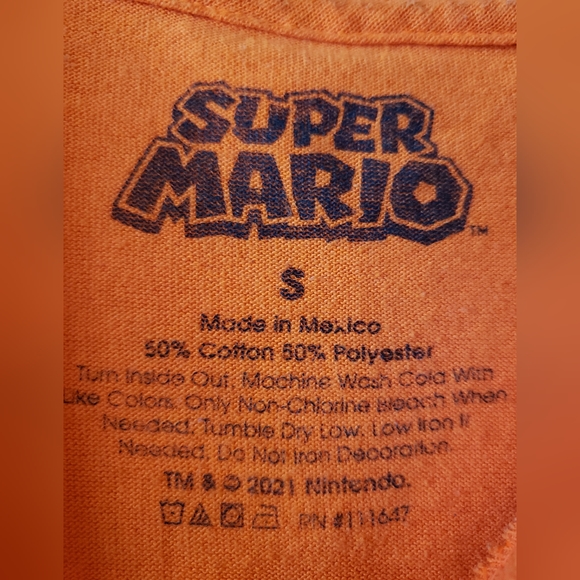 SUPER
MARIO™
S
Made in Mexico
50% Cotton 50% Polyester
Turn Inside Out, Machine Wash Cold With
Like Colors. Only Non-Chlorine Bleach When
Needed. Tumble Dry Low. Low Iron If
Needed. Do Not Iron Decoration.
TM & © 2021 Nintendo.
RN #111647